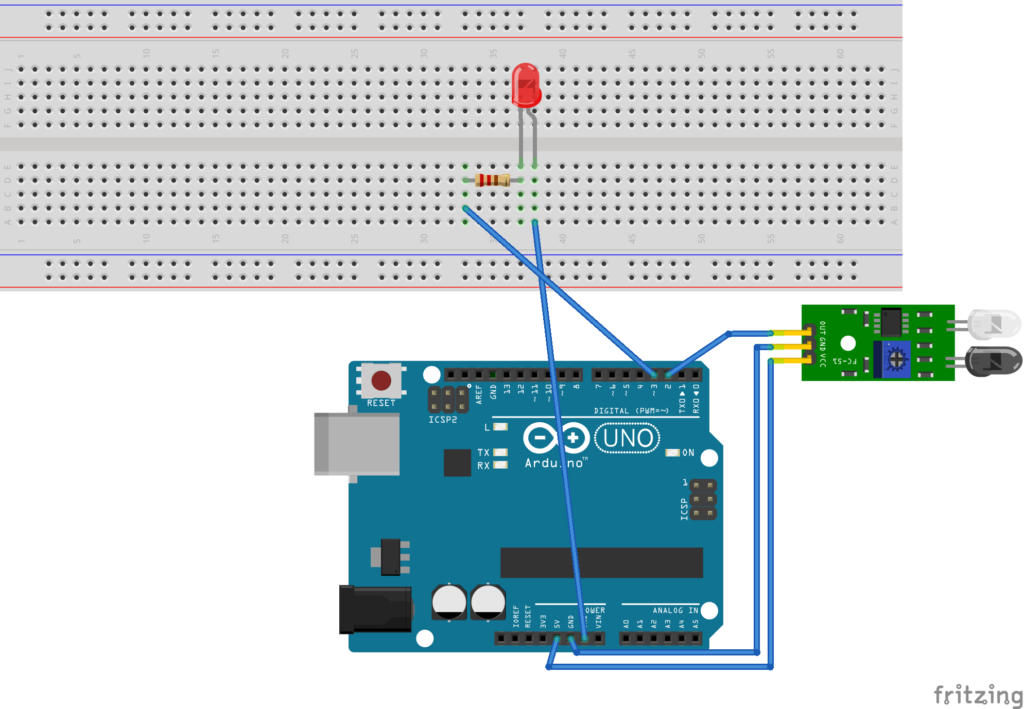 1 5 10 15 20 25 30 35 40 45 50 55 60
J
I
H
G
F
E
D
C
B
A
1 5 10 15 20 25 30 35 40 45 50 55 60
OUT
GND
VCC
FC-51
RESET
ICSP2
AREF
GND
13
12
~11
~10
~9
8
7
~6
~5
4
~3
2
TX0▶1
RX0◀0
DIGITAL (PWM=~)
L
TX
RX
UNO
Arduino™
ON
1
ICSP
IOREF
RESET
3V3
5V
GND
VIN
POWER
ANALOG IN
A0
A1
A2
A3
A4
A5
fritzing